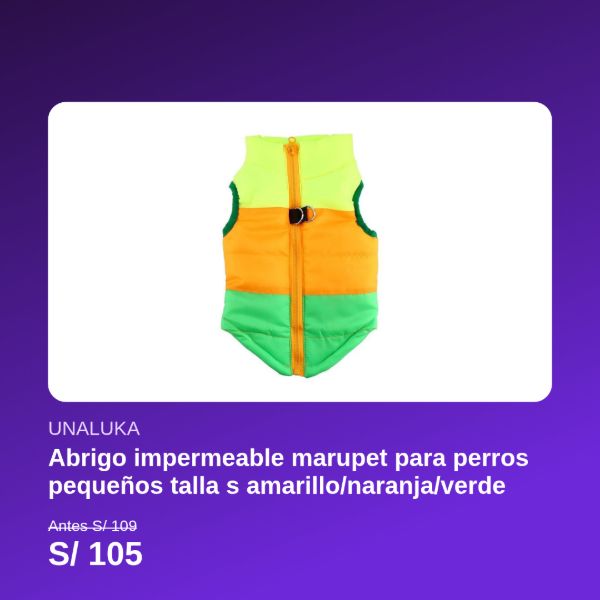 UNALUKA
Abrigo impermeable marupet para perros
pequeños talla s amarillo/naranja/verde
Antes S/ 109
S/ 105